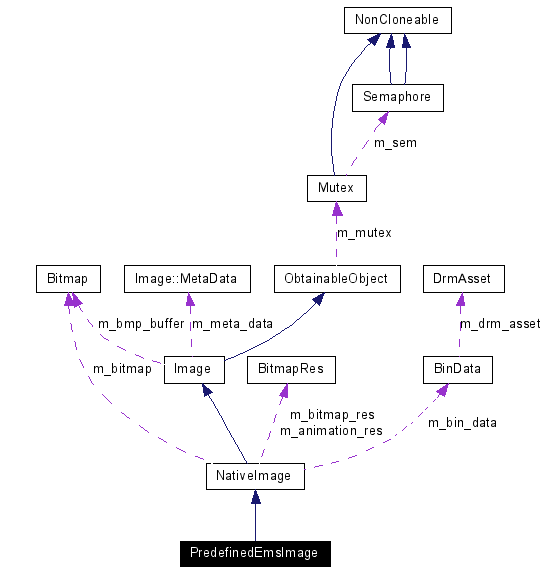 NonCloneable
Semaphore
m_sem
Mutex
m_mutex
Bitmap
Image::MetaData
ObtainableObject
DrmAsset
m_bmp_buffer
m_meta_data
m_drm_asset
m_bitmap
Image
BitmapRes
BinData
m_bitmap_res
m_animation_res
m_bin_data
NativeImage
PredefinedEmsImage